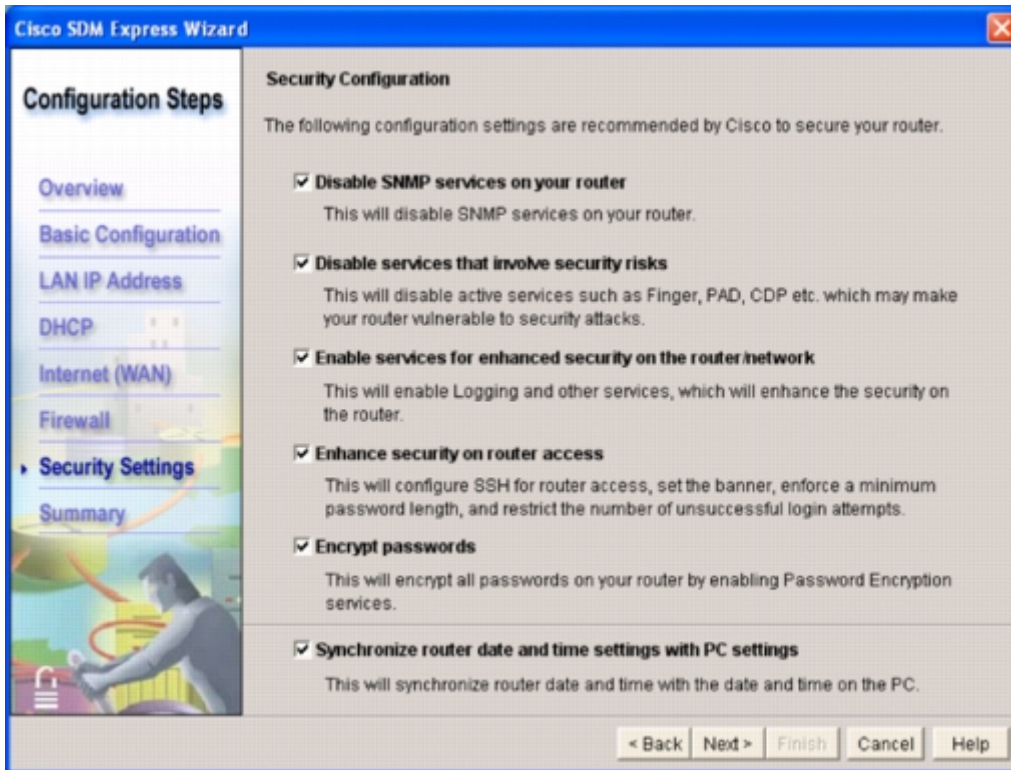 Cisco SDM Express Wizard
Configuration Steps
Overview
Basic Configuration
LAN IP Address
DHCP
Internet (WAN)
Firewall
Security Settings
Summary
Security Configuration
The following configuration settings are recommended by Cisco to secure your router.
Disable SNMP services on your router
This will disable SNMP services on your router.
Disable services that involve security risks
This will disable active services such as Finger, PAD, CDP etc. which may make
your router vulnerable to security attacks.
Enable services for enhanced security on the router/network
This will enable Logging and other services, which will enhance the security on
the router.
Enhance security on router access
This will configure SSH for router access, set the banner, enforce a minimum
password length, and restrict the number of unsuccessful login attempts.
Encrypt passwords
This will encrypt all passwords on your router by enabling Password Encryption
services.
Synchronize router date and time settings with PC settings
This will synchronize router date and time with the date and time on the PC.
< Back
Next >
Finish
Cancel
Help